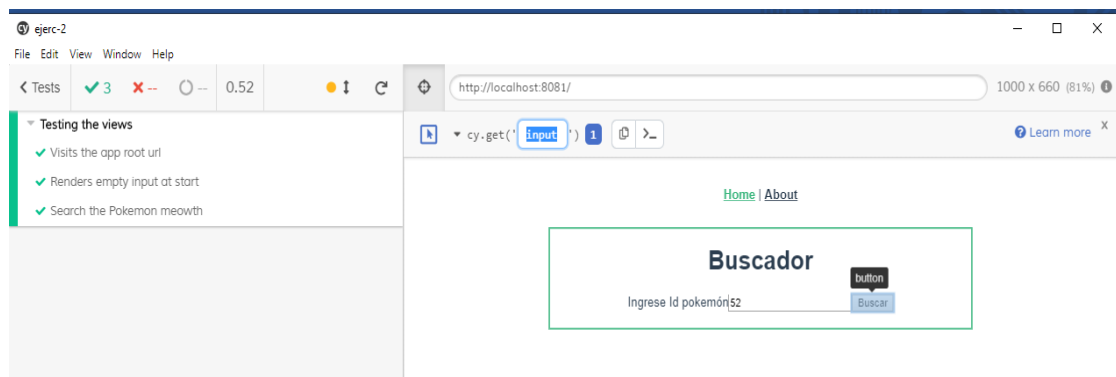 ejerc-2
File Edit View Window Help
Tests 3 -- -- 0.52 http://localhost:8081/ 1000 x 660 (81%)
Testing the views
Visits the app root url
Renders empty input at start
Search the Pokemon meowth
cy.get('input') 1 >_ Learn more x
Home | About
Buscador
button
Ingrese Id pokemón 52 Buscar